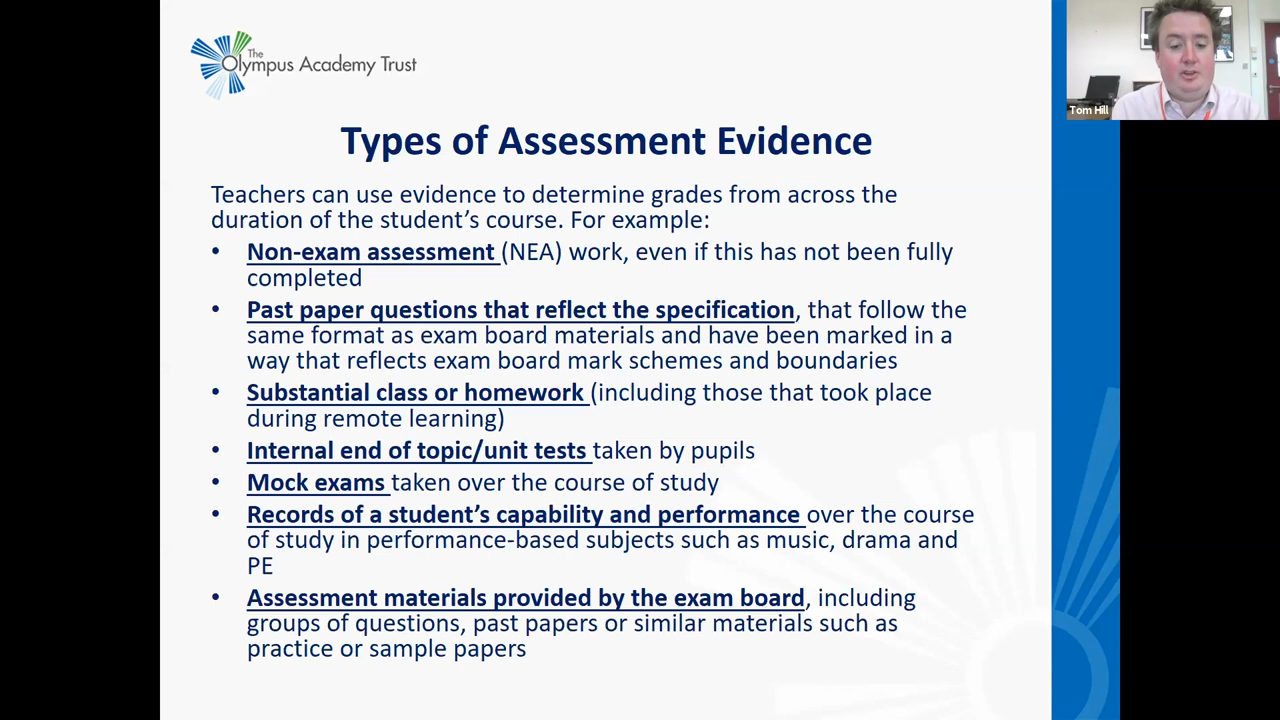 The
Olympus Academy Trust
Tom Hill
Types of Assessment Evidence
Teachers can use evidence to determine grades from across the
duration of the student’s course. For example:
• Non-exam assessment (NEA) work, even if this has not been fully
completed
• Past paper questions that reflect the specification, that follow the
same format as exam board materials and have been marked in a
way that reflects exam board mark schemes and boundaries
• Substantial class or homework (including those that took place
during remote learning)
• Internal end of topic/unit tests taken by pupils
• Mock exams taken over the course of study
• Records of a student’s capability and performance over the course
of study in performance-based subjects such as music, drama and
PE
• Assessment materials provided by the exam board, including
groups of questions, past papers or similar materials such as
practice or sample papers